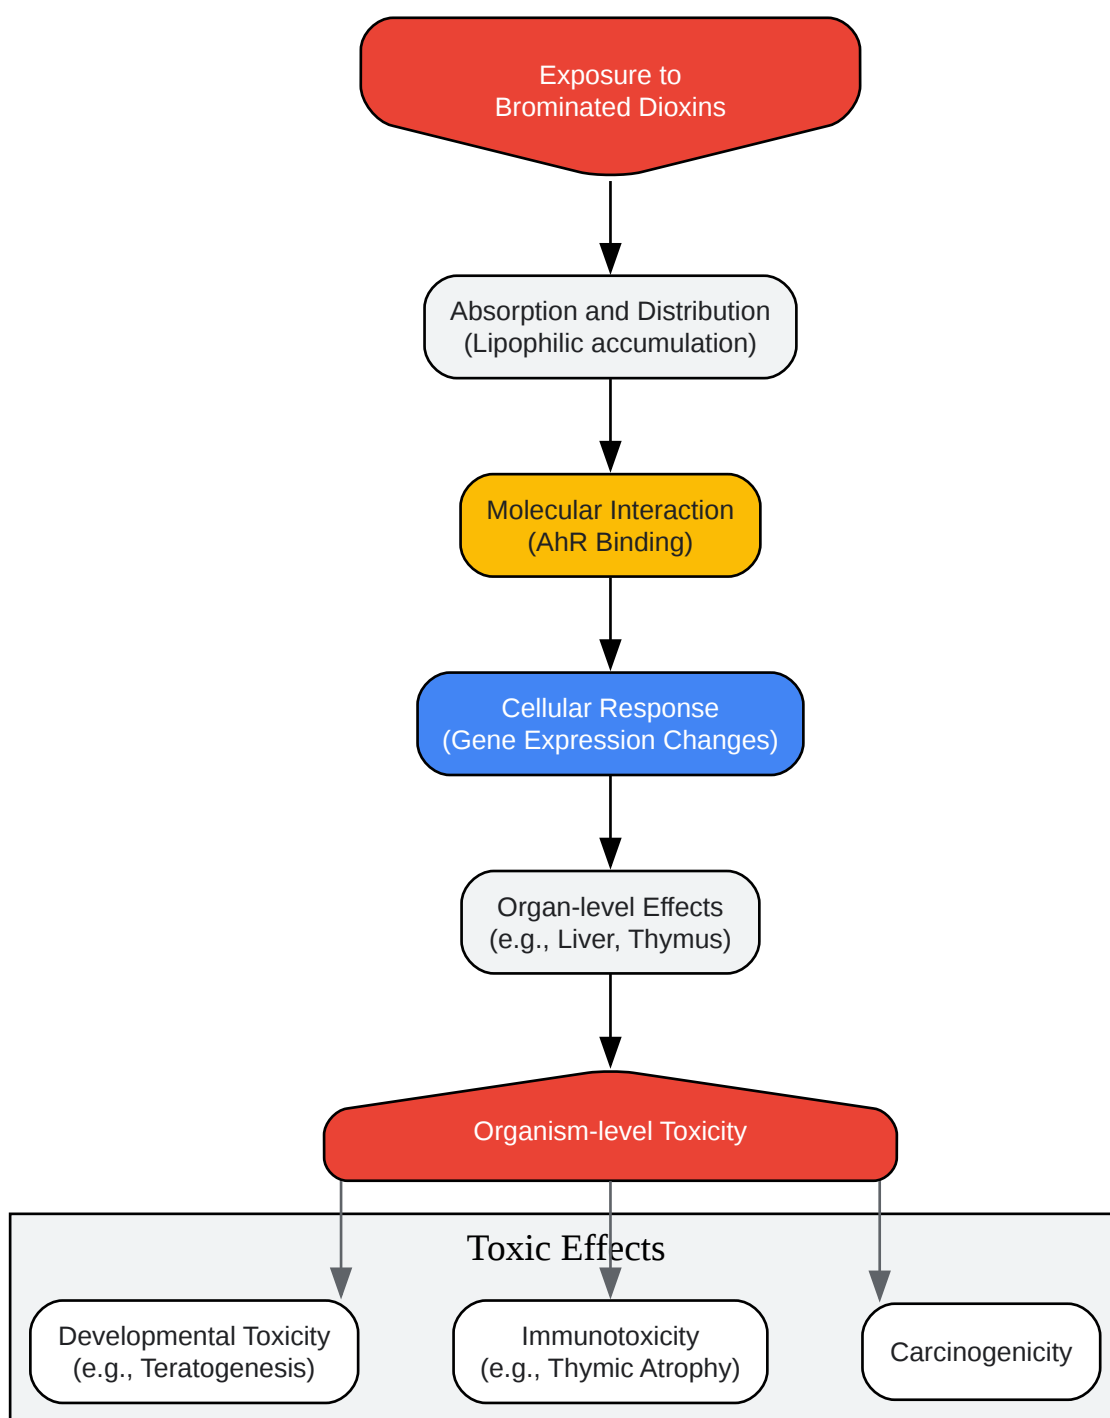 Exposure to
Brominated Dioxins
Absorption and Distribution
(Lipophilic accumulation)
Molecular Interaction
(AhR Binding)
Cellular Response
(Gene Expression Changes)
Organ-level Effects
(e.g., Liver, Thymus)
Organism-level Toxicity
Toxic Effects
Developmental Toxicity
(e.g., Teratogenesis)
Immunotoxicity
(e.g., Thymic Atrophy)
Carcinogenicity